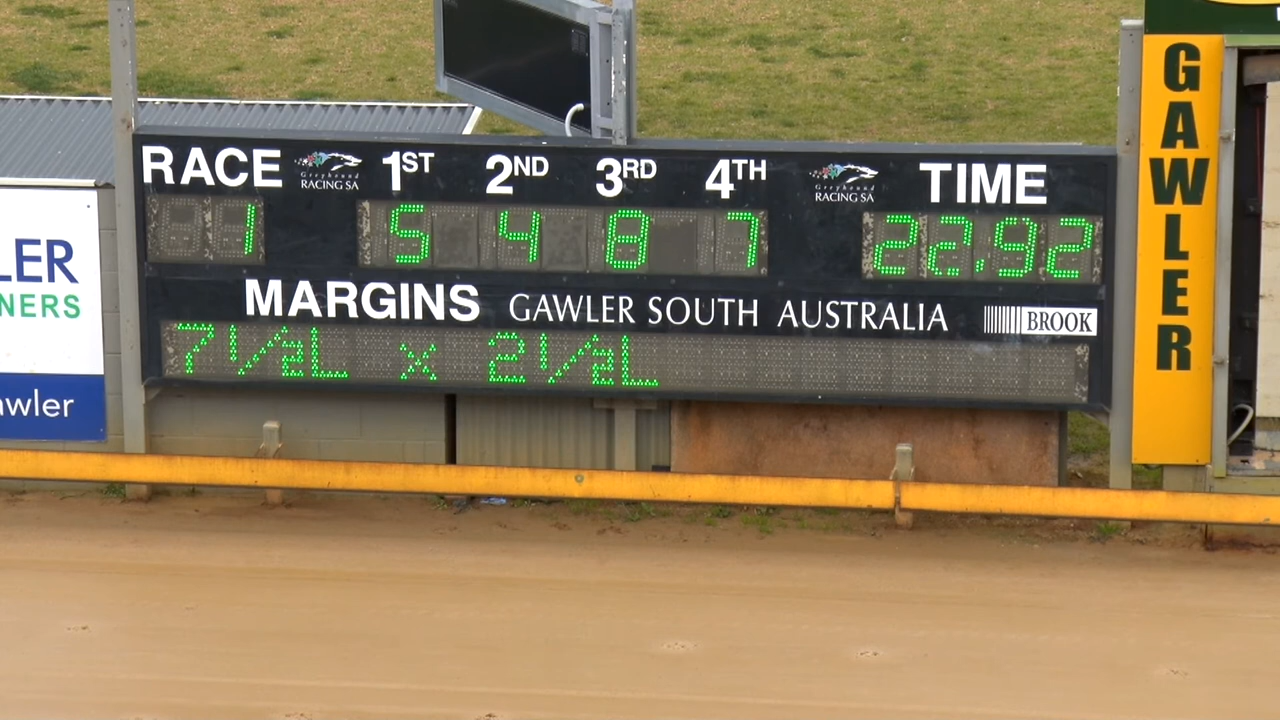 RACE Greyhound RACING SA 1ST 2ND 3RD 4TH Greyhound RACING SA TIME
1 5 4 8 7 22.92
MARGINS GAWLER SOUTH AUSTRALIA BROOK
7 1/2L x 2 1/2L
GAWLER
LER
NERS
awler